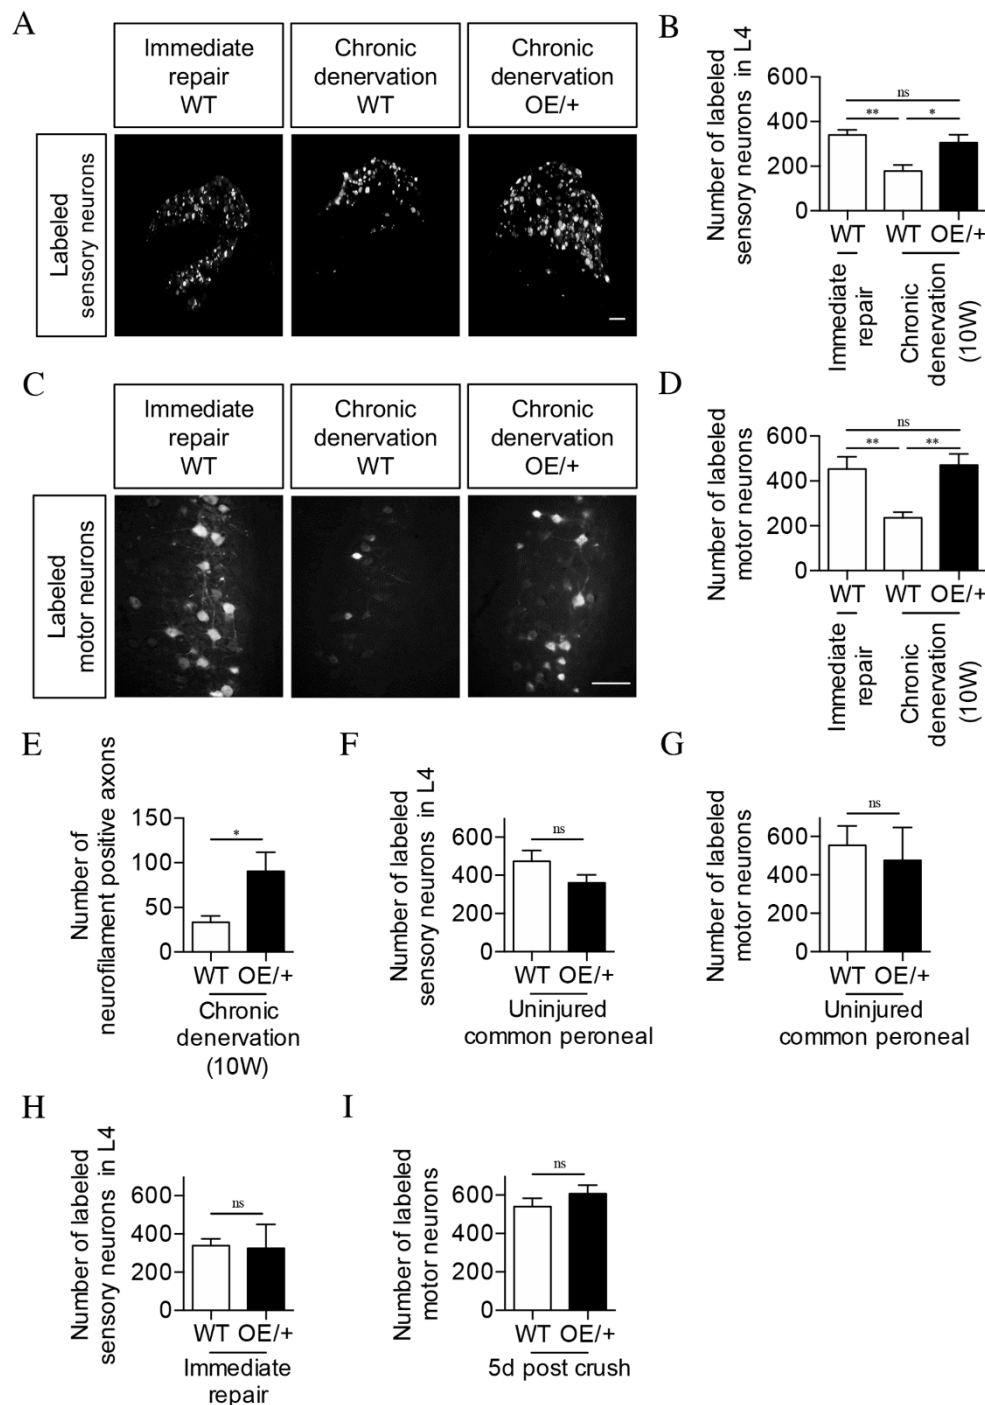 A
Immediate
repair
WT
Chronic
denervation
WT
Chronic
denervation
OE/+
Labeled
sensory neurons
B
Number of labeled
sensory neurons in L4
600
400
200
0
ns
**
*
WT
WT
OE/+
Immediate
repair
Chronic
denervation
(10W)
C
Immediate
repair
WT
Chronic
denervation
WT
Chronic
denervation
OE/+
Labeled
motor neurons
D
Number of labeled
motor neurons
600
400
200
0
ns
**
**
WT
WT
OE/+
Immediate
repair
Chronic
denervation
(10W)
E
Number of
neurofilament positive axons
150
100
50
0
*
WT OE/+
Chronic
denervation
(10W)
F
Number of labeled
sensory neurons in L4
600
400
200
0
ns
WT OE/+
Uninjured
common peroneal
G
Number of labeled
motor neurons
600
400
200
0
ns
WT OE/+
Uninjured
common peroneal
H
Number of labeled
sensory neurons in L4
600
400
200
0
ns
WT OE/+
Immediate
repair
I
Number of labeled
motor neurons
600
400
200
0
ns
WT OE/+
5d post crush